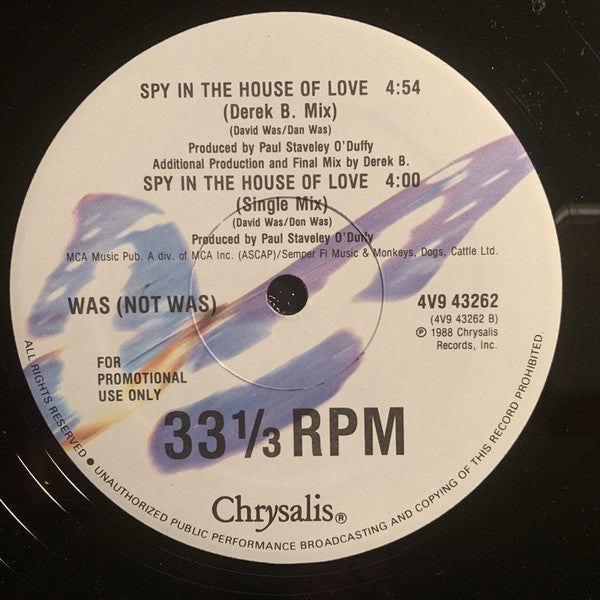 SPY IN THE HOUSE OF LOVE 4:54
(Derek B. Mix)
(David Was/Dan Was)
Produced by Paul Staveley O'Duffy
Additional Production and Final Mix by Derek B.
SPY IN THE HOUSE OF LOVE 4:00
(Single Mix)
(David Was/Don Was)
Produced by Paul Staveley O'Duffy
MCA Music Pub. A div. of MCA Inc. (ASCAP)/Semper Fi Music & Monkeys, Dogs, Cattle Ltd.
WAS (NOT WAS)
4V9 43262
(4V9 43262 B)
℗ 1988 Chrysalis
Records, Inc.
FOR
PROMOTIONAL
USE ONLY
33 1/3 RPM
Chrysalis®
ALL RIGHTS RESERVED ● UNAUTHORIZED PUBLIC PERFORMANCE BROADCASTING AND COPYING OF THIS RECORD PROHIBITED.